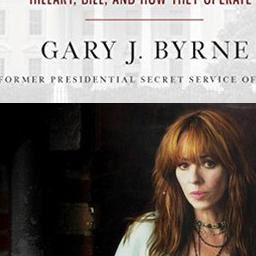 HILLARY, BILL, AND HOW THEY OPERATE
GARY J. BYRNE
FORMER PRESIDENTIAL SECRET SERVICE OF